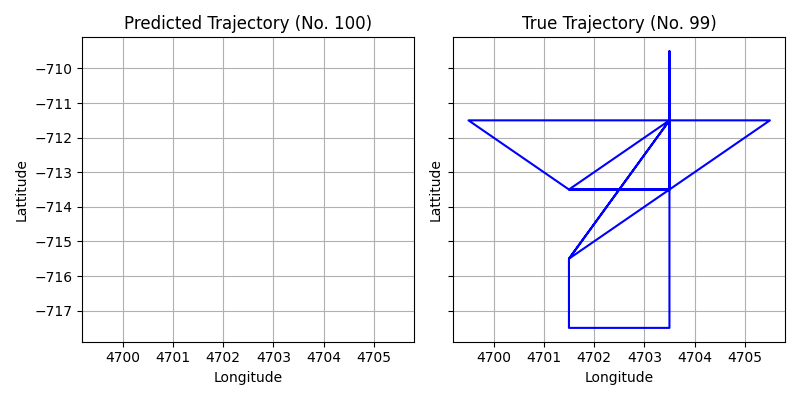 Predicted Trajectory (No. 100)
True Trajectory (No. 99)
Lattitude
−710
−711
−712
−713
−714
−715
−716
−717
4700 4701 4702 4703 4704 4705
Longitude
Lattitude
4700 4701 4702 4703 4704 4705
Longitude